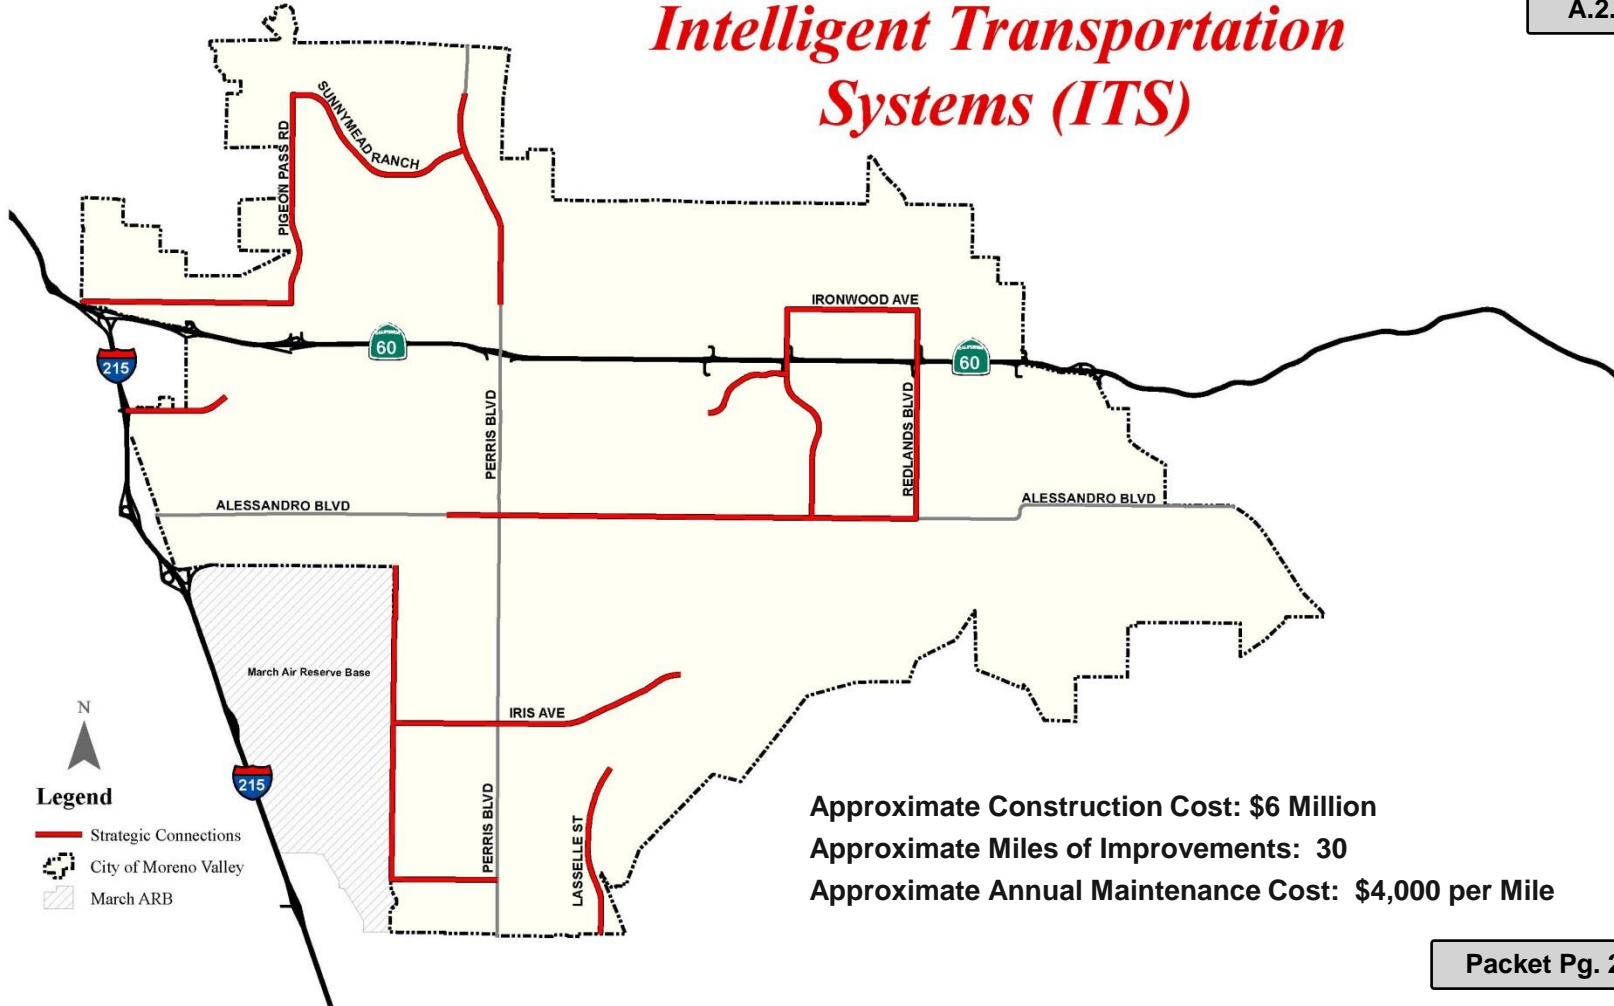 Intelligent Transportation
Systems (ITS)
A.2.
SUNNYMEAD RANCH
PIGEON PASS RD
IRONWOOD AVE
CALIFORNIA
60
60
215
PERRIS BLVD
REDLANDS BLVD
ALESSANDRO BLVD
ALESSANDRO BLVD
March Air Reserve Base
IRIS AVE
N
215
PERRIS BLVD
LASSELLE ST
Legend
Strategic Connections
City of Moreno Valley
March ARB
Approximate Construction Cost: $6 Million
Approximate Miles of Improvements: 30
Approximate Annual Maintenance Cost: $4,000 per Mile
Packet Pg. 2